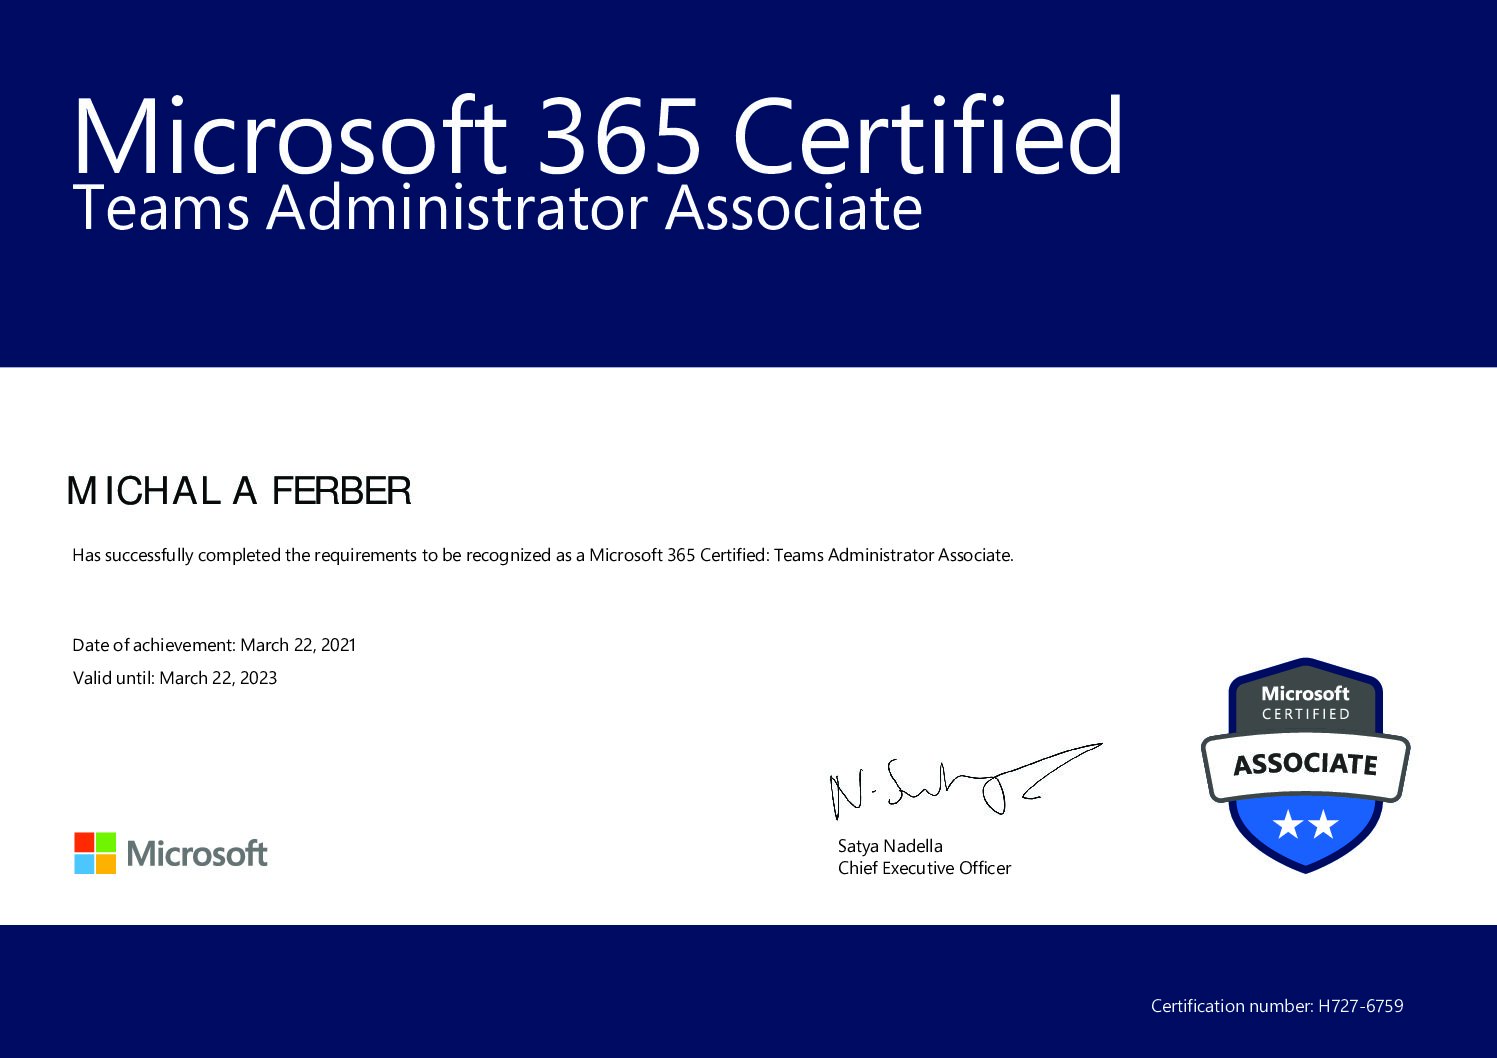 Microsoft 365 Certified
Teams Administrator Associate
MICHAL A FERBER
Has successfully completed the requirements to be recognized as a Microsoft 365 Certified: Teams Administrator Associate.
Date of achievement: March 22, 2021
Valid until: March 22, 2023
Microsoft
CERTIFIED
ASSOCIATE
Microsoft
Satya Nadella
Chief Executive Officer
Certification number: H727-6759